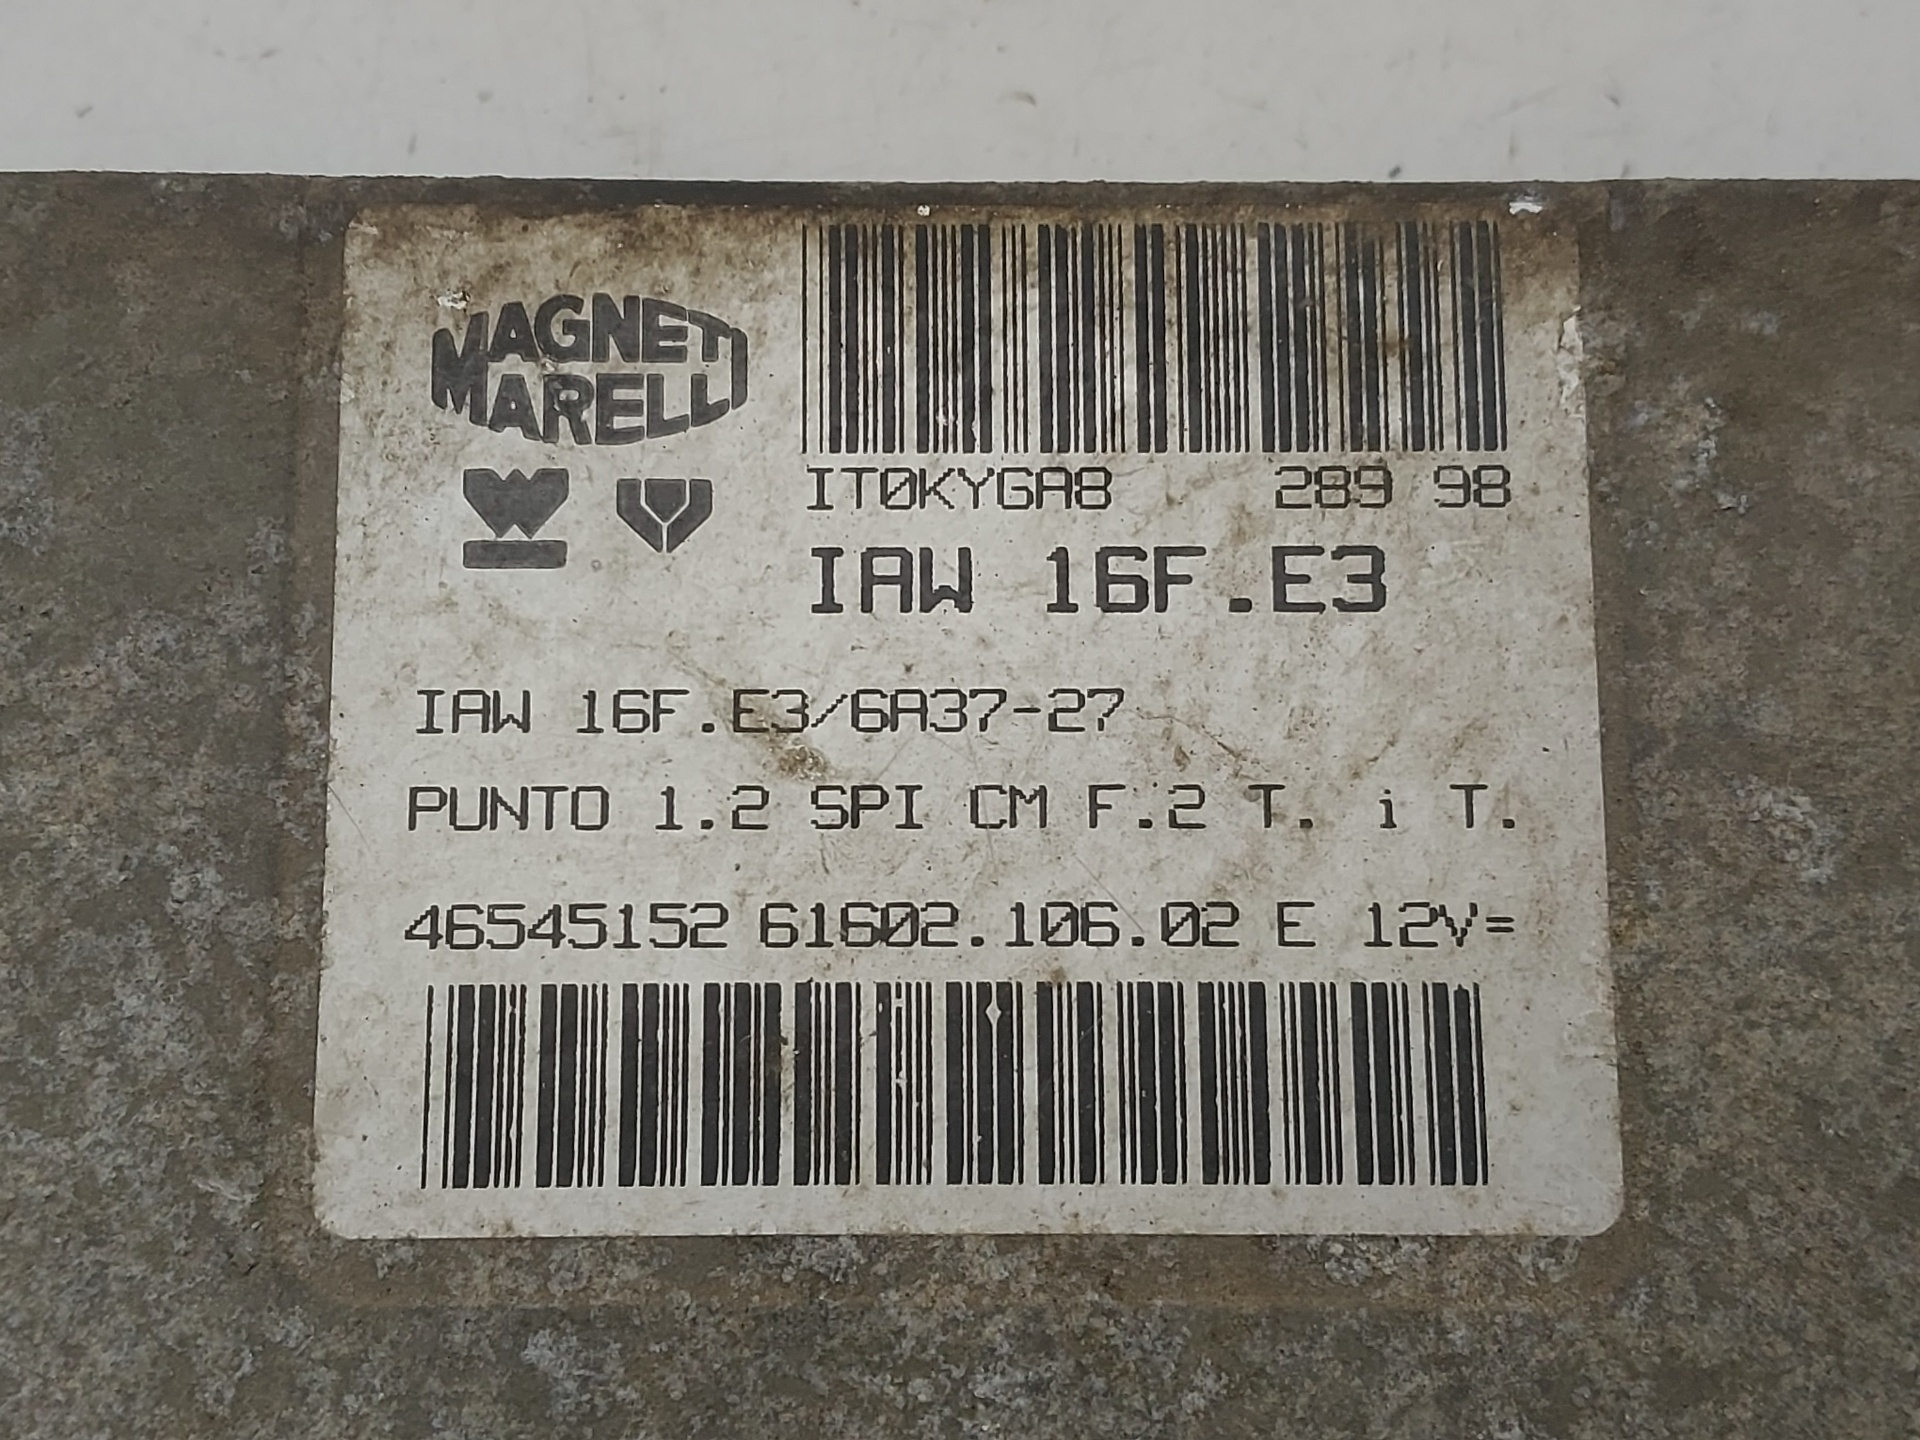 MAGNETI
MARELLI
IT0KYGA8 289 98
IAW 16F.E3
IAW 16F.E3/6A37-27
PUNTO 1.2 SPI CM F.2 T. i T.
46545152 61602.106.02 E 12V=